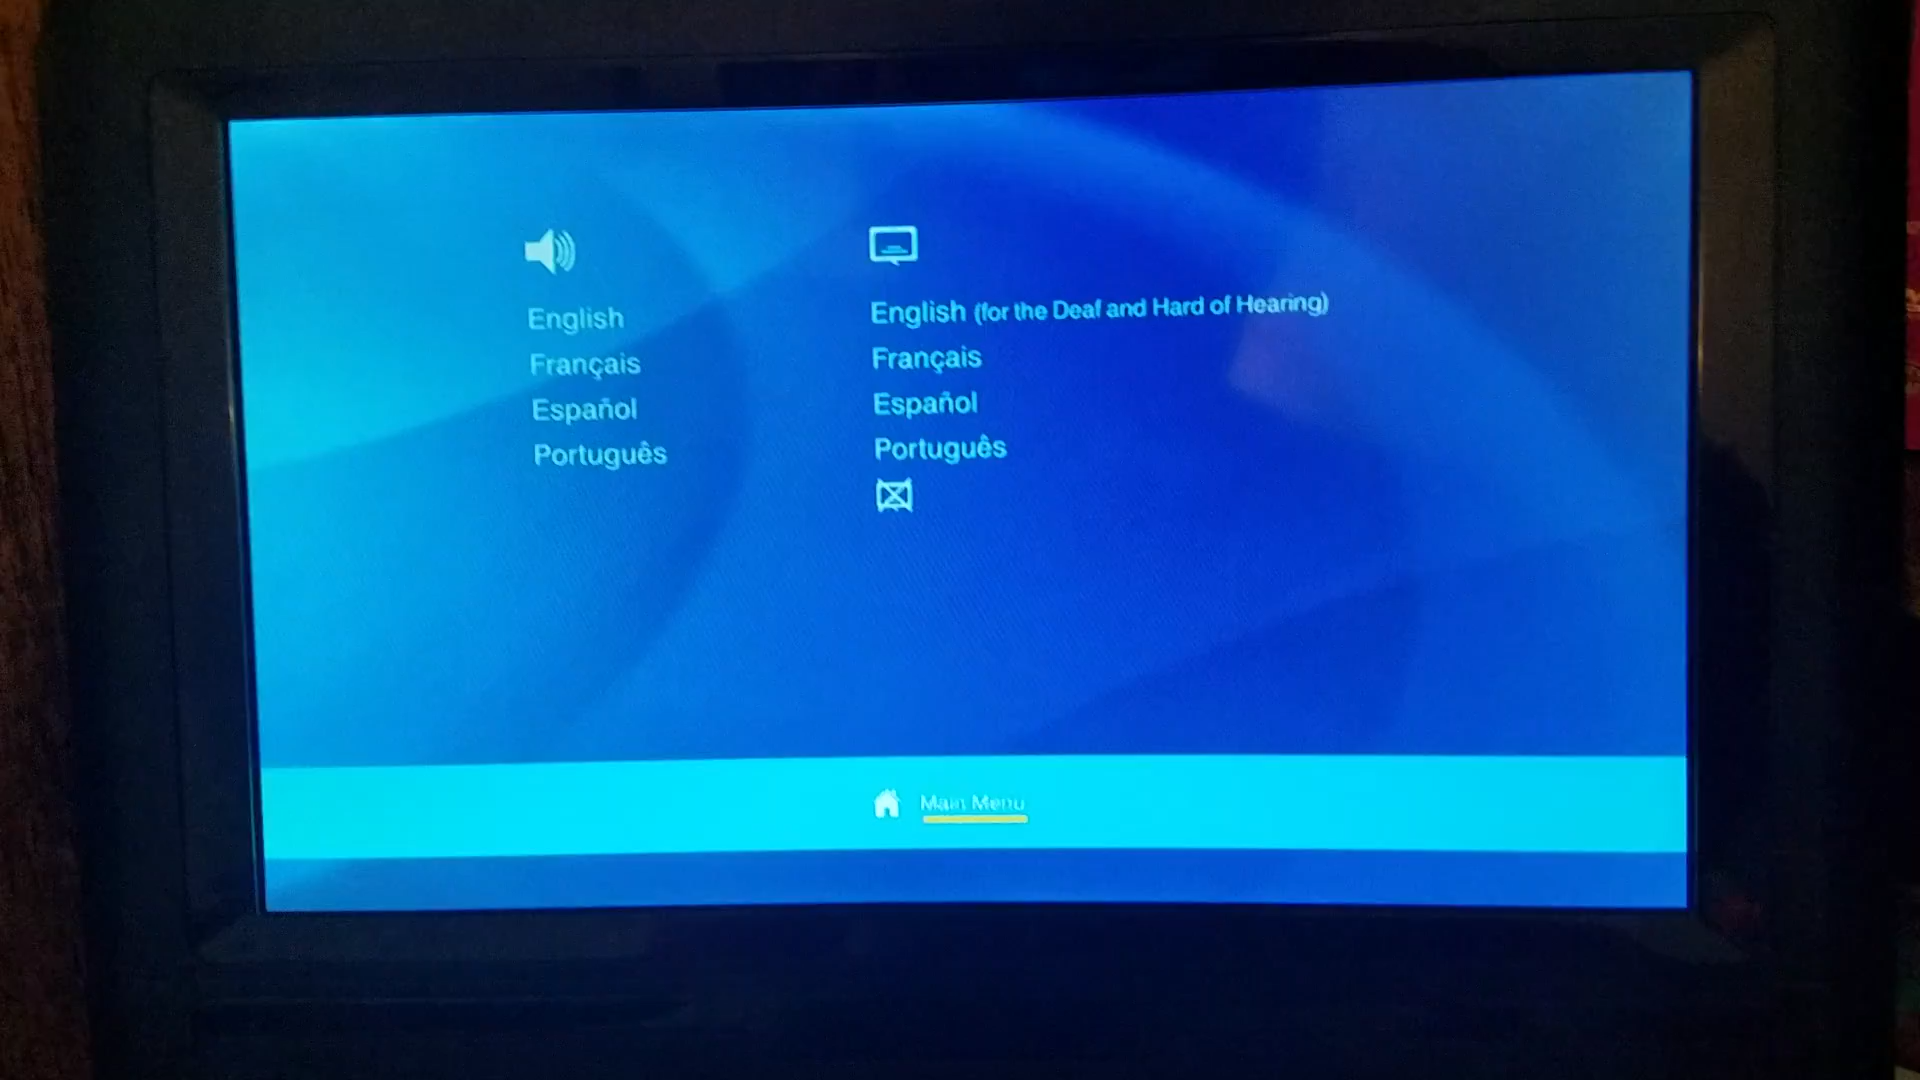 English
Français
Español
Português
English (for the Deaf and Hard of Hearing)
Français
Español
Português
Main Menu